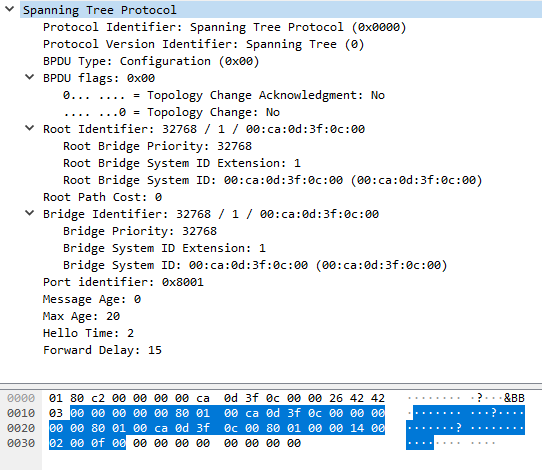 Spanning Tree Protocol
Protocol Identifier: Spanning Tree Protocol (0x0000)
Protocol Version Identifier: Spanning Tree (0)
BPDU Type: Configuration (0x00)
BPDU flags: 0x00
0... .... = Topology Change Acknowledgment: No
.... ...0 = Topology Change: No
Root Identifier: 32768 / 1 / 00:ca:0d:3f:0c:00
Root Bridge Priority: 32768
Root Bridge System ID Extension: 1
Root Bridge System ID: 00:ca:0d:3f:0c:00 (00:ca:0d:3f:0c:00)
Root Path Cost: 0
Bridge Identifier: 32768 / 1 / 00:ca:0d:3f:0c:00
Bridge Priority: 32768
Bridge System ID Extension: 1
Bridge System ID: 00:ca:0d:3f:0c:00 (00:ca:0d:3f:0c:00)
Port identifier: 0x8001
Message Age: 0
Max Age: 20
Hello Time: 2
Forward Delay: 15
0000 01 80 c2 00 00 00 00 ca 0d 3f 0c 00 00 26 42 42 ········ ·?···&BB
0010 03 00 00 00 00 00 80 01 00 ca 0d 3f 0c 00 00 00 ········ ···?····
0020 00 00 80 01 00 ca 0d 3f 0c 00 80 01 00 00 14 00 ·······? ········
0030 02 00 0f 00 00 00 00 00 00 00 00 00 ········ ····